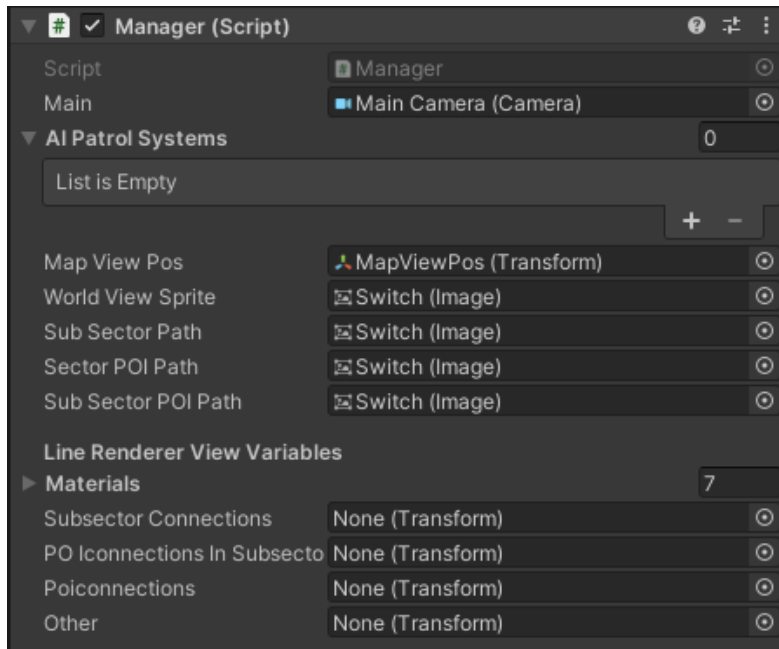 Manager (Script)
Script Manager
Main Main Camera (Camera)
AI Patrol Systems 0
List is Empty
+ −
Map View Pos MapViewPos (Transform)
World View Sprite Switch (Image)
Sub Sector Path Switch (Image)
Sector POI Path Switch (Image)
Sub Sector POI Path Switch (Image)
Line Renderer View Variables
Materials 7
Subsector Connections None (Transform)
PO Iconnections In Subsecto None (Transform)
Poiconnections None (Transform)
Other None (Transform)